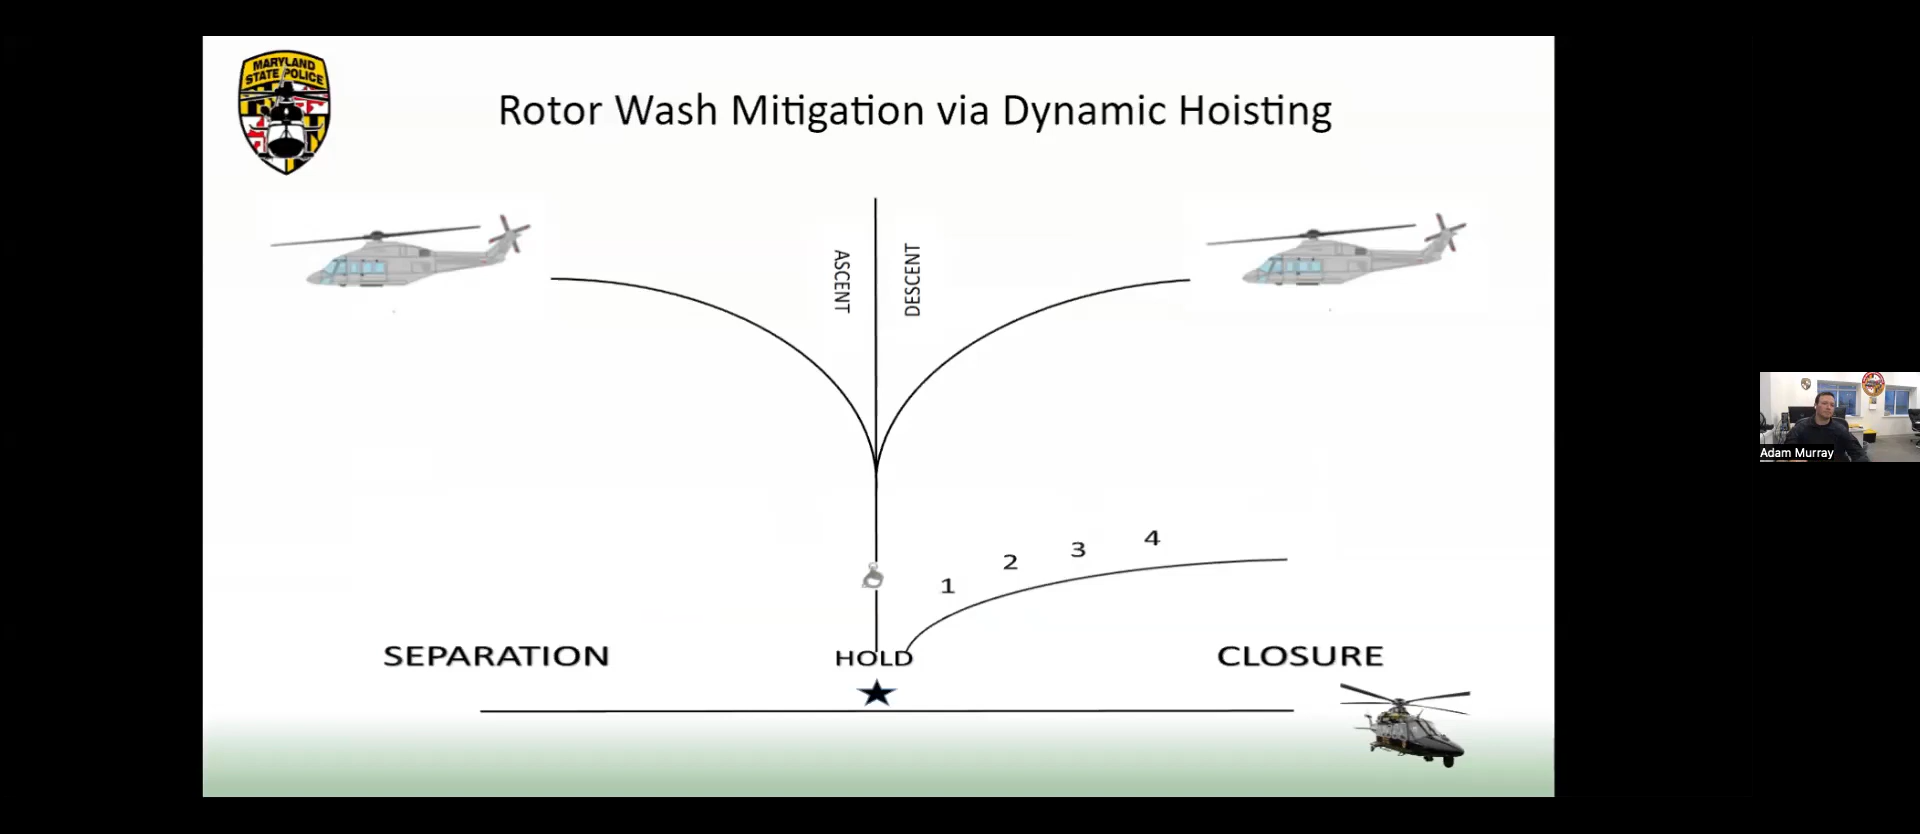 MARYLAND
STATE POLICE
Rotor Wash Mitigation via Dynamic Hoisting
ASCENT
DESCENT
1
2
3
4
SEPARATION
HOLD
CLOSURE
Adam Murray